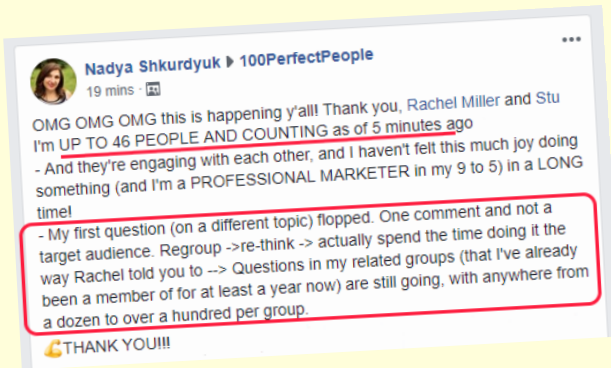 Nadya Shkurdyuk ▶ 100PerfectPeople
19 mins ·
OMG OMG OMG this is happening y'all! Thank you, Rachel Miller and Stu
I'm UP TO 46 PEOPLE AND COUNTING as of 5 minutes ago
- And they're engaging with each other, and I haven't felt this much joy doing
something (and I'm a PROFESSIONAL MARKETER in my 9 to 5) in a LONG
time!
- My first question (on a different topic) flopped. One comment and not a
target audience. Regroup ->re-think -> actually spend the time doing it the
way Rachel told you to --> Questions in my related groups (that I've already
been a member of for at least a year now) are still going, with anywhere from
a dozen to over a hundred per group.
💪THANK YOU!!!